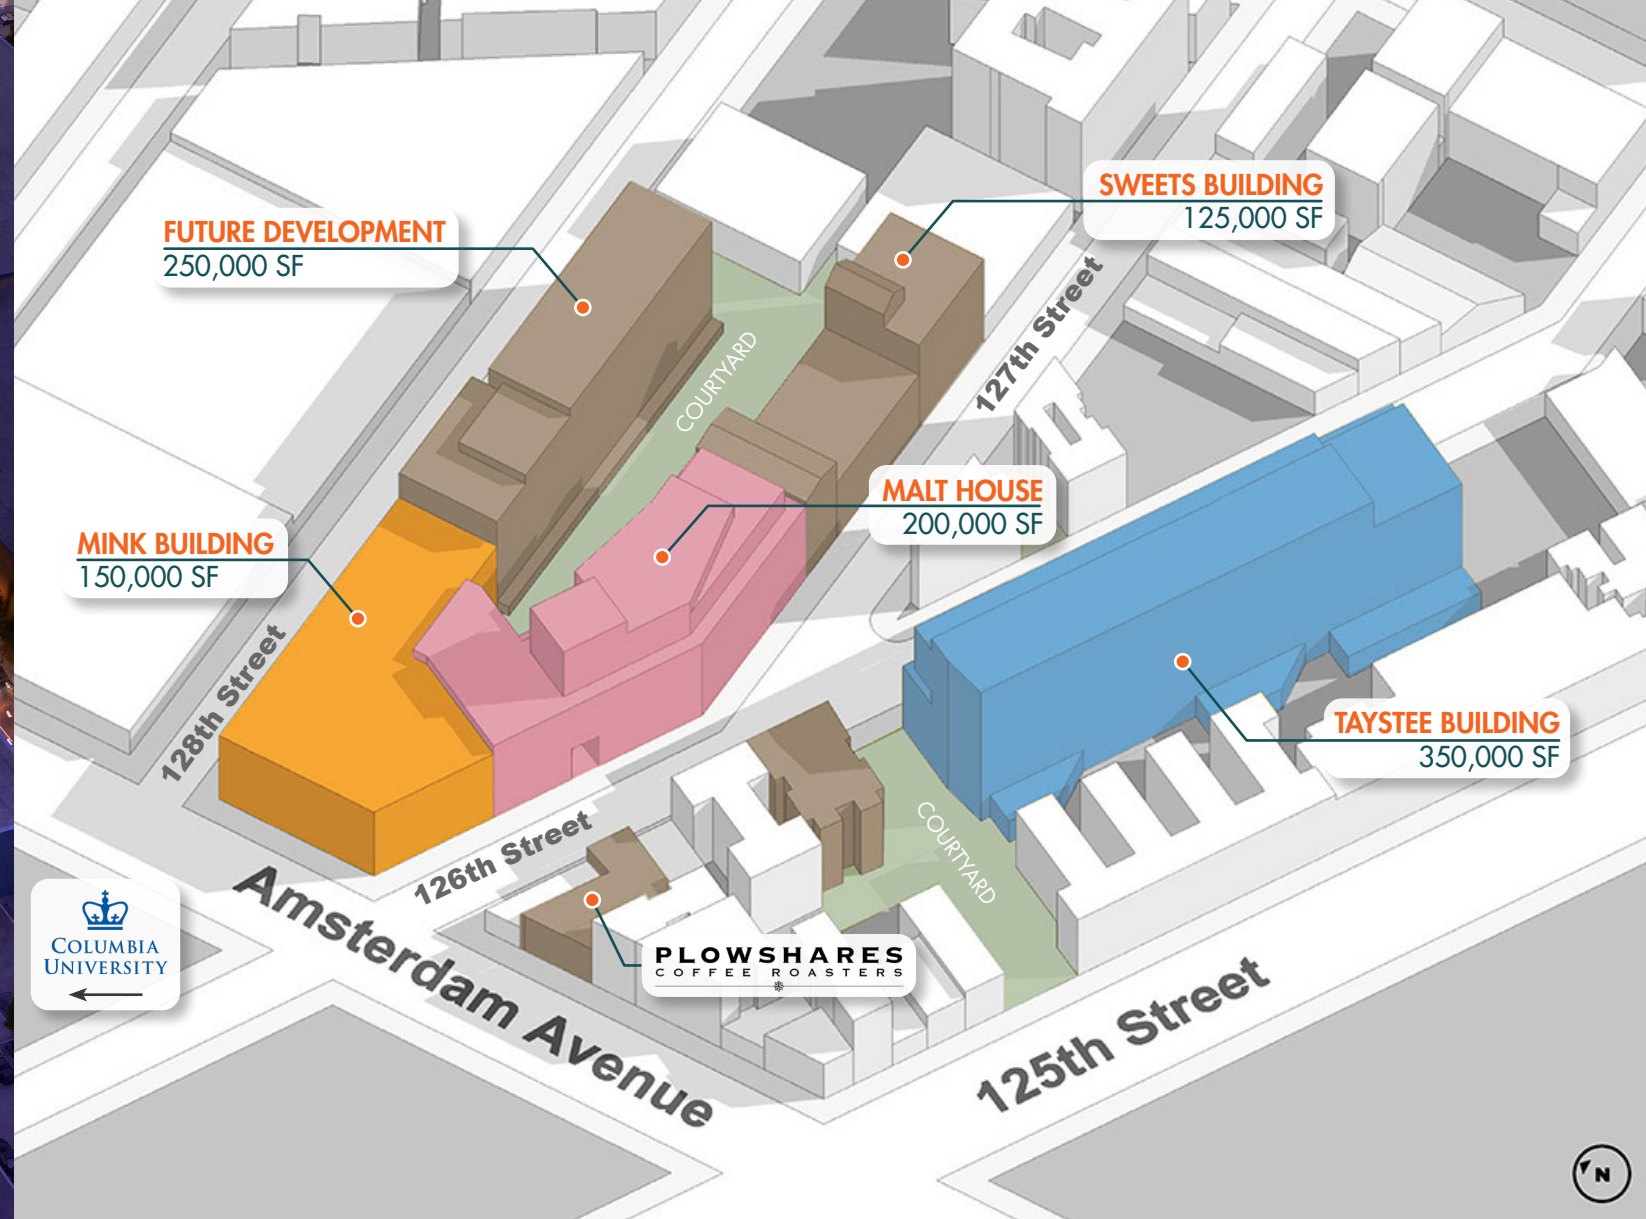 SWEETS BUILDING
125,000 SF
FUTURE DEVELOPMENT
250,000 SF
127th Street
COURTYARD
MALT HOUSE
200,000 SF
MINK BUILDING
150,000 SF
128th Street
TAYSTEE BUILDING
350,000 SF
126th Street
COURTYARD
Amsterdam Avenue
COLUMBIA
UNIVERSITY
PLOWSHARES
COFFEE ROASTERS
125th Street
N